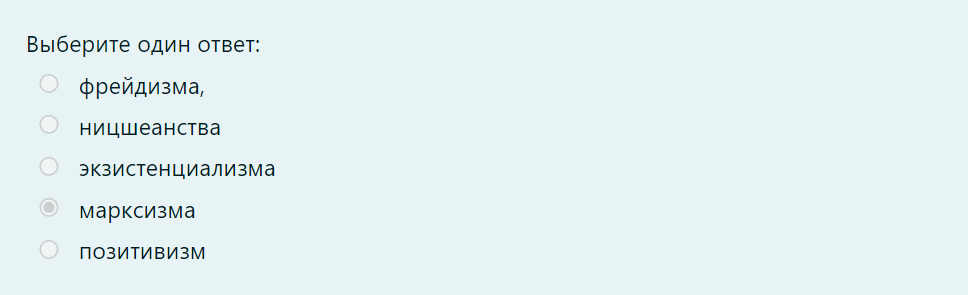 Выберите один ответ:
фрейдизма,
ницшеанства
экзистенциализма
марксизма
позитивизм